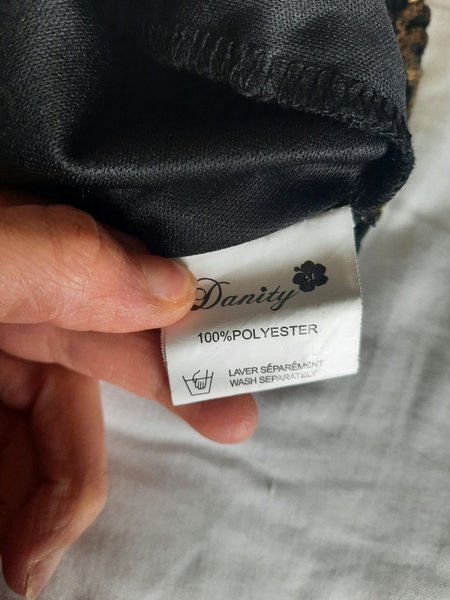 Danity
100%POLYESTER
LAVER SÉPARÉMENT
WASH SEPARATELY